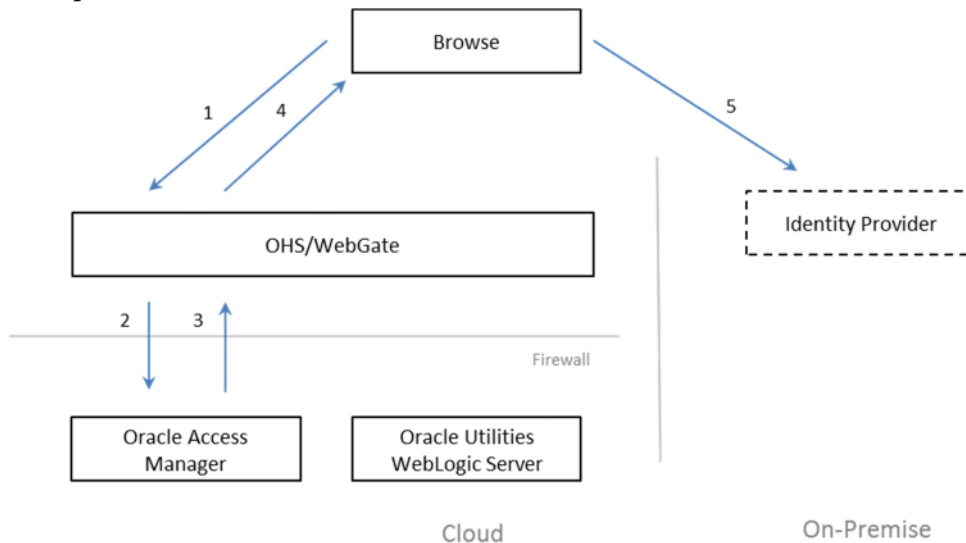 Browse
1
4
5
Identity Provider
OHS/WebGate
2
3
Firewall
Oracle Access
Manager
Oracle Utilities
WebLogic Server
Cloud
On-Premise